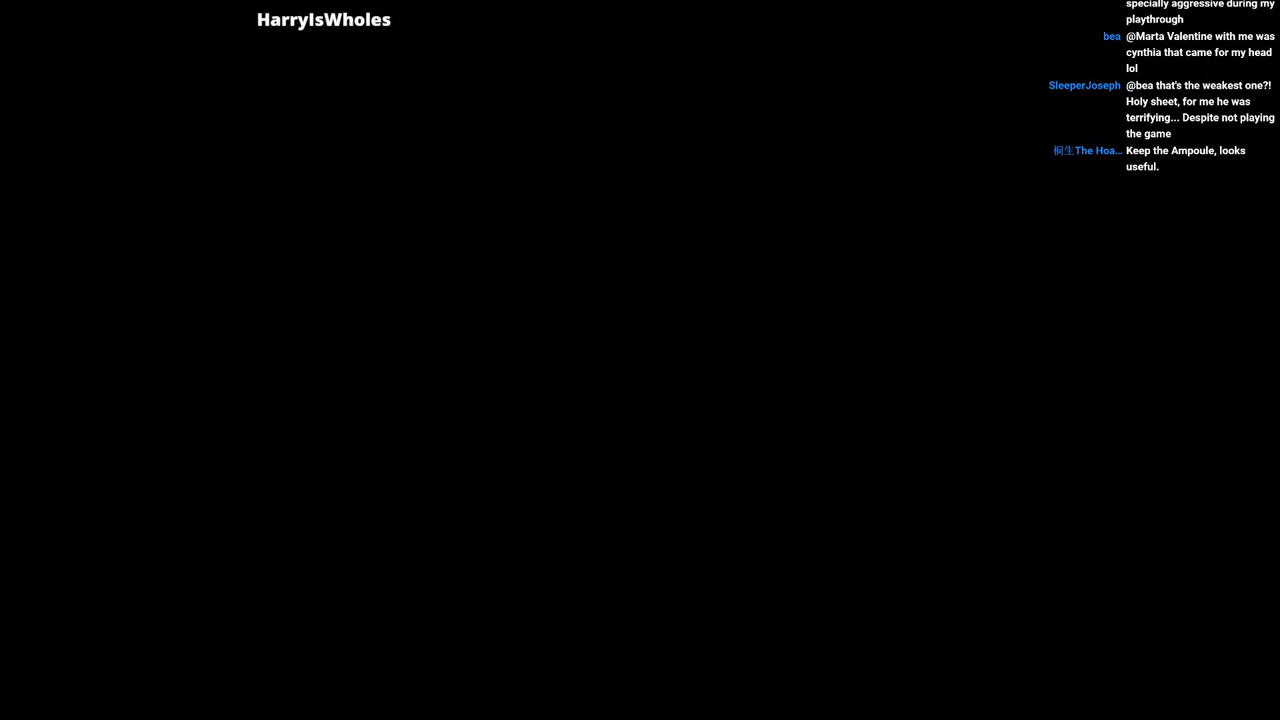 HarryIsWholes
specially aggressive during my
playthrough
bea @Marta Valentine with me was
cynthia that came for my head
lol
SleeperJoseph @bea that's the weakest one?!
Holy sheet, for me he was
terrifying... Despite not playing
the game
桐生The Hoa... Keep the Ampoule, looks
useful.